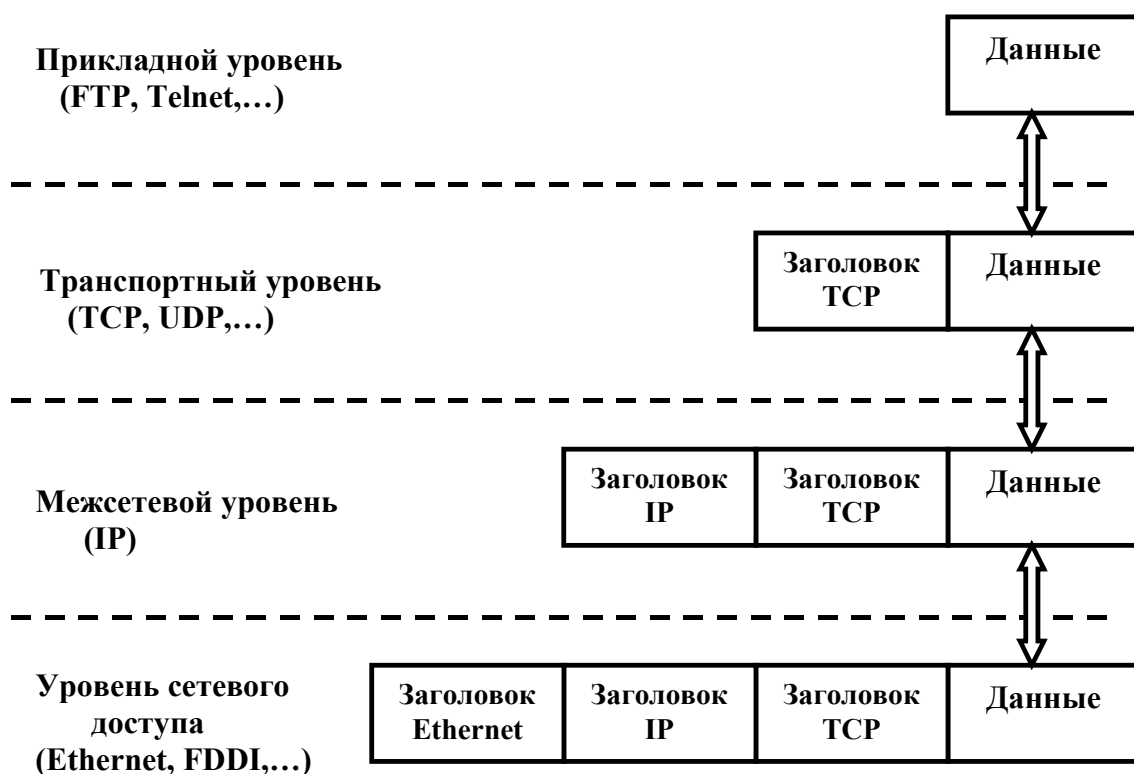 Прикладной уровень
(FTP, Telnet,…)
Данные
Транспортный уровень
(TCP, UDP,…)
Заголовок
TCP
Данные
Межсетевой уровень
(IP)
Заголовок
IP
Заголовок
TCP
Данные
Уровень сетевого
доступа
(Ethernet, FDDI,…)
Заголовок
Ethernet
Заголовок
IP
Заголовок
TCP
Данные